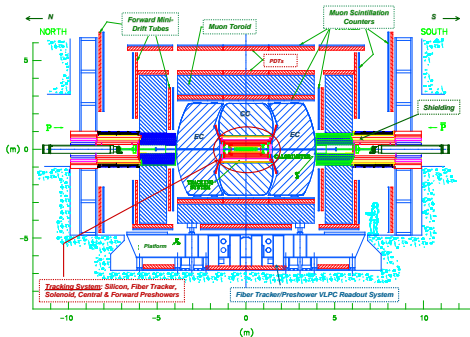 N
S
Forward Mini-
Drift Tubes
Muon Toroid
Muon Scintillation
Counters
NORTH
SOUTH
PDTs
5
CC
EC
EC
Shielding
P
P
(m) 0
-5
Platform
Tracking System: Silicon, Fiber Tracker,
Solenoid, Central & Forward Preshowers
Fiber Tracker/Preshower VLPC Readout System
-10
-5
0
5
10
(m)